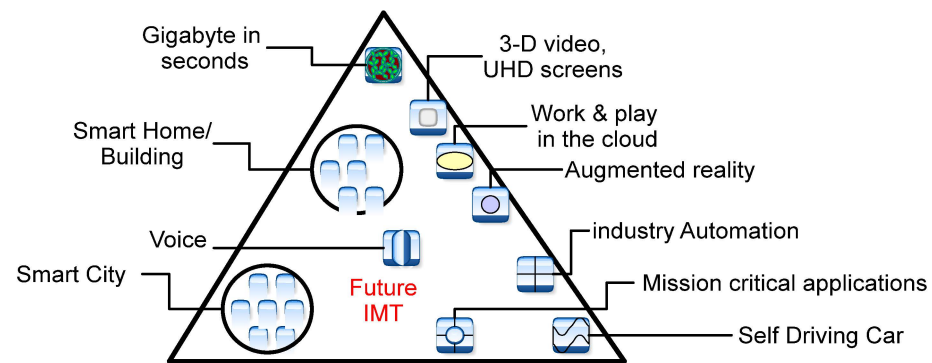 Gigabyte in
seconds
3-D video,
UHD screens
Smart Home/
Building
Work & play
in the cloud
Augmented reality
Voice
industry Automation
Smart City
Future
IMT
Mission critical applications
Self Driving Car